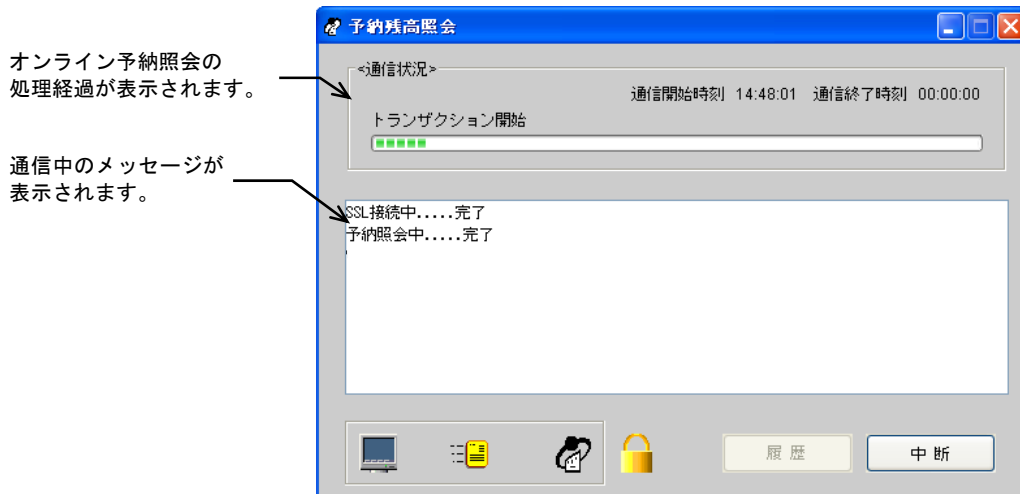 予納残高照会
オンライン予納照会の
処理経過が表示されます。
<通信状況>
通信開始時刻 14:48:01 通信終了時刻 00:00:00
トランザクション開始
通信中のメッセージが
表示されます。
SSL接続中.....完了
予納照会中.....完了
履歴
中断